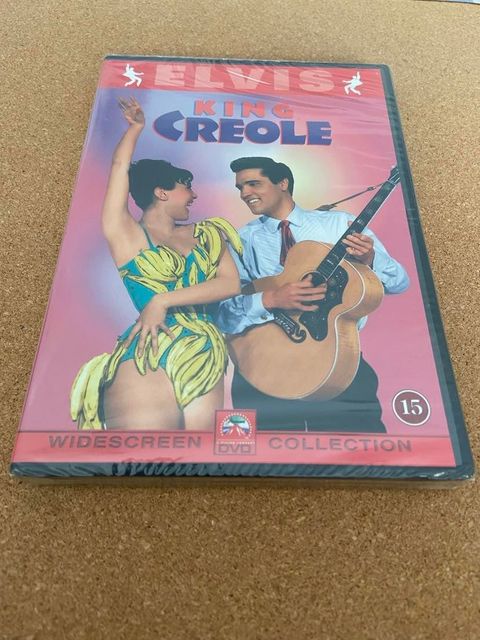 ELVIS
KING
CREOLE
15
WIDESCREEN DVD COLLECTION